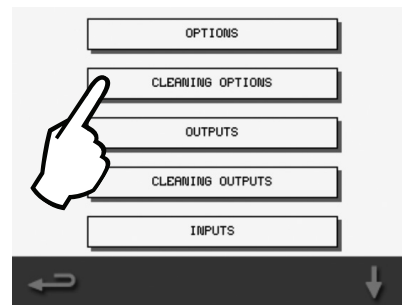 OPTIONS
CLEANING OPTIONS
OUTPUTS
CLEANING OUTPUTS
INPUTS